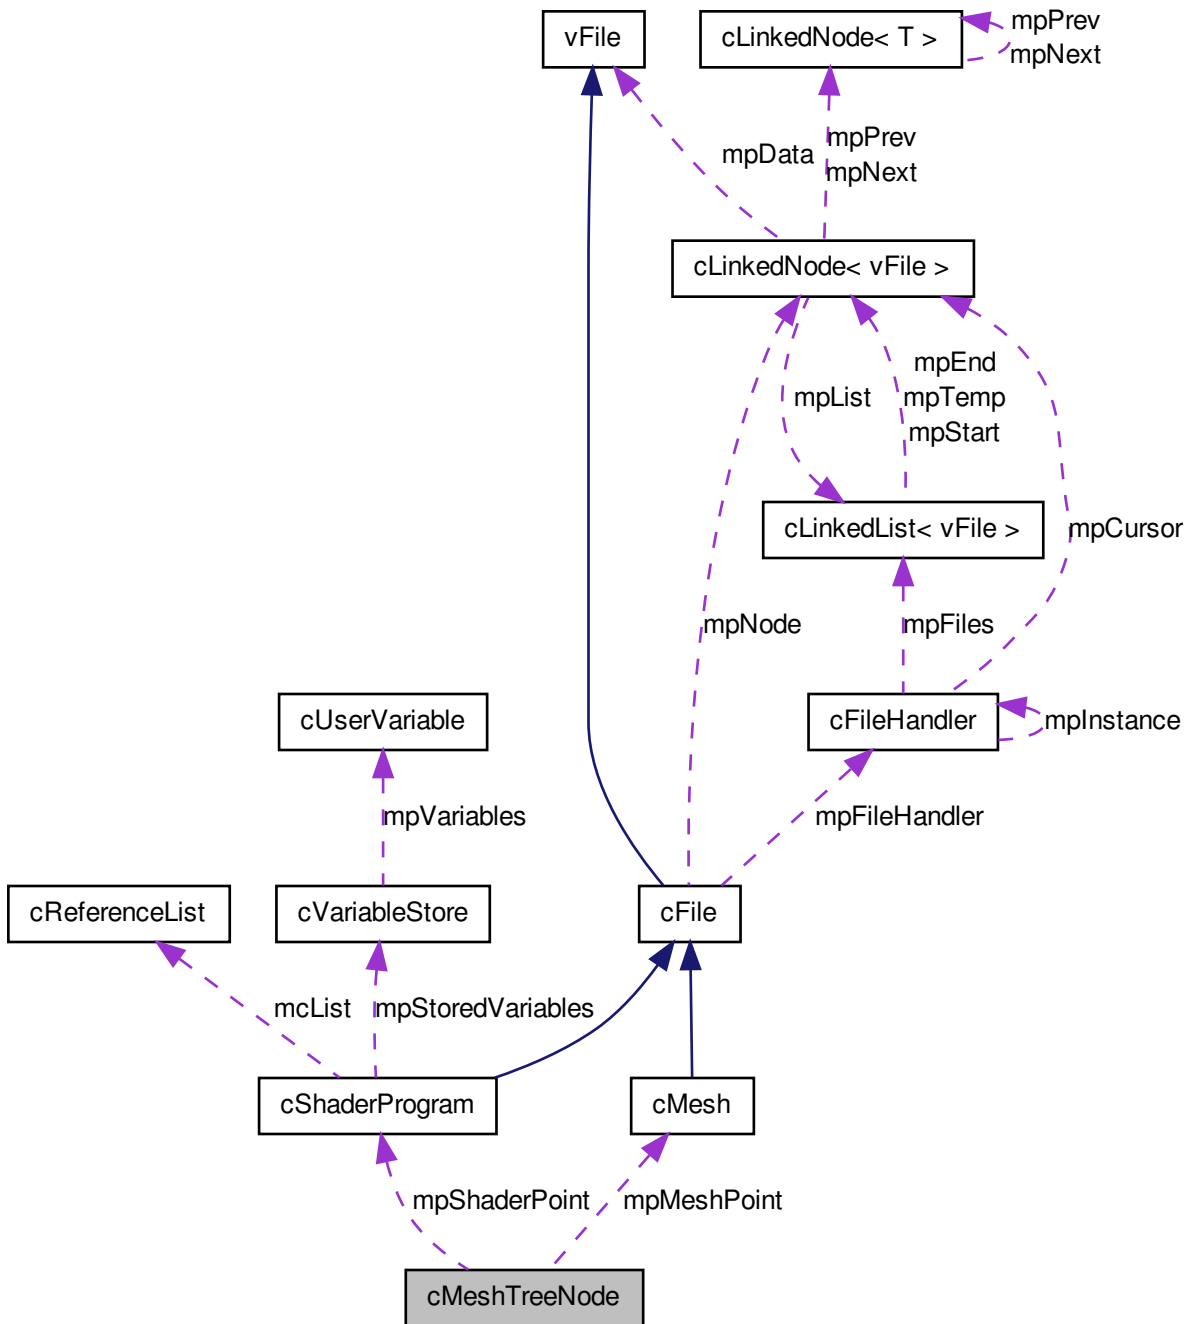 vFile
cLinkedNode< T >
mpPrev
mpNext
mpData
mpPrev
mpNext
cLinkedNode< vFile >
mpList
mpEnd
mpTemp
mpStart
cLinkedList< vFile >
mpCursor
mpNode
mpFiles
cUserVariable
cFileHandler
mpInstance
mpVariables
mpFileHandler
cReferenceList
cVariableStore
cFile
mcList
mpStoredVariables
cShaderProgram
cMesh
mpShaderPoint
mpMeshPoint
cMeshTreeNode